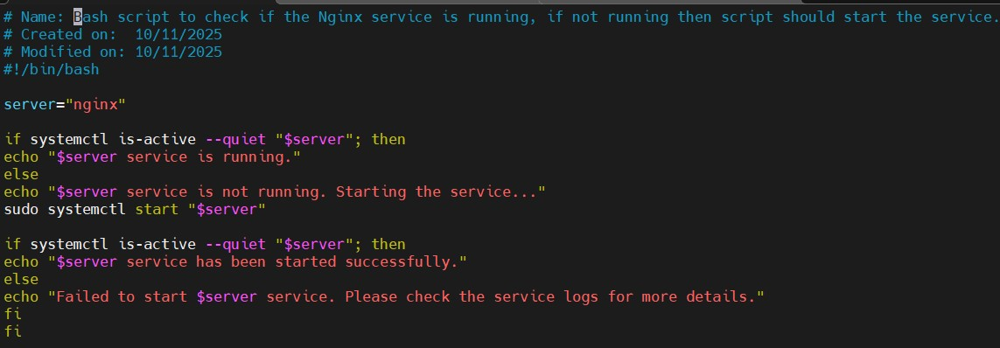 # Name: Bash script to check if the Nginx service is running, if not running then script should start the service.
# Created on:  10/11/2025
# Modified on: 10/11/2025
#!/bin/bash
server="nginx"
if systemctl is-active --quiet "$server"; then
echo "$server service is running."
else
echo "$server service is not running. Starting the service..."
sudo systemctl start "$server"
if systemctl is-active --quiet "$server"; then
echo "$server service has been started successfully."
else
echo "Failed to start $server service. Please check the service logs for more details."
fi
fi